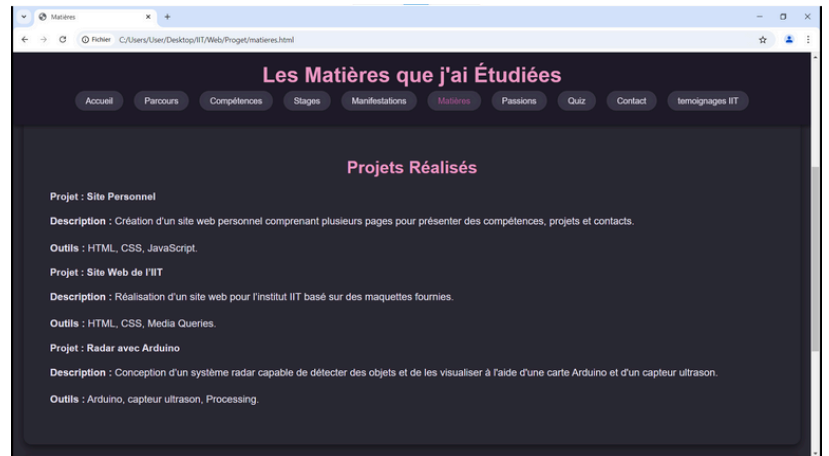 Matières
Fichier C:/Users/User/Desktop/IIT/Web/Proget/matieres.html
Les Matières que j'ai Étudiées
Accueil Parcours Compétences Stages Manifestations Matières Passions Quiz Contact temoignages IIT
Projets Réalisés
Projet : Site Personnel
Description : Création d'un site web personnel comprenant plusieurs pages pour présenter des compétences, projets et contacts.
Outils : HTML, CSS, JavaScript.
Projet : Site Web de l'IIT
Description : Réalisation d'un site web pour l'institut IIT basé sur des maquettes fournies.
Outils : HTML, CSS, Media Queries.
Projet : Radar avec Arduino
Description : Conception d'un système radar capable de détecter des objets et de les visualiser à l'aide d'une carte Arduino et d'un capteur ultrason.
Outils : Arduino, capteur ultrason, Processing.